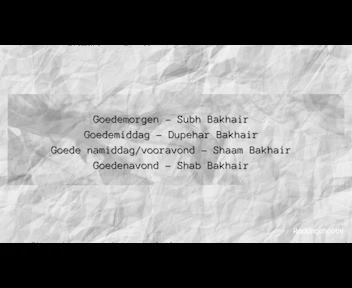 Goedemorgen - Subh Bakhair
Goedemiddag - Dupehar Bakhair
Goede namiddag/vooravond - Shaam Bakhair
Goedenavond - Shab Bakhair